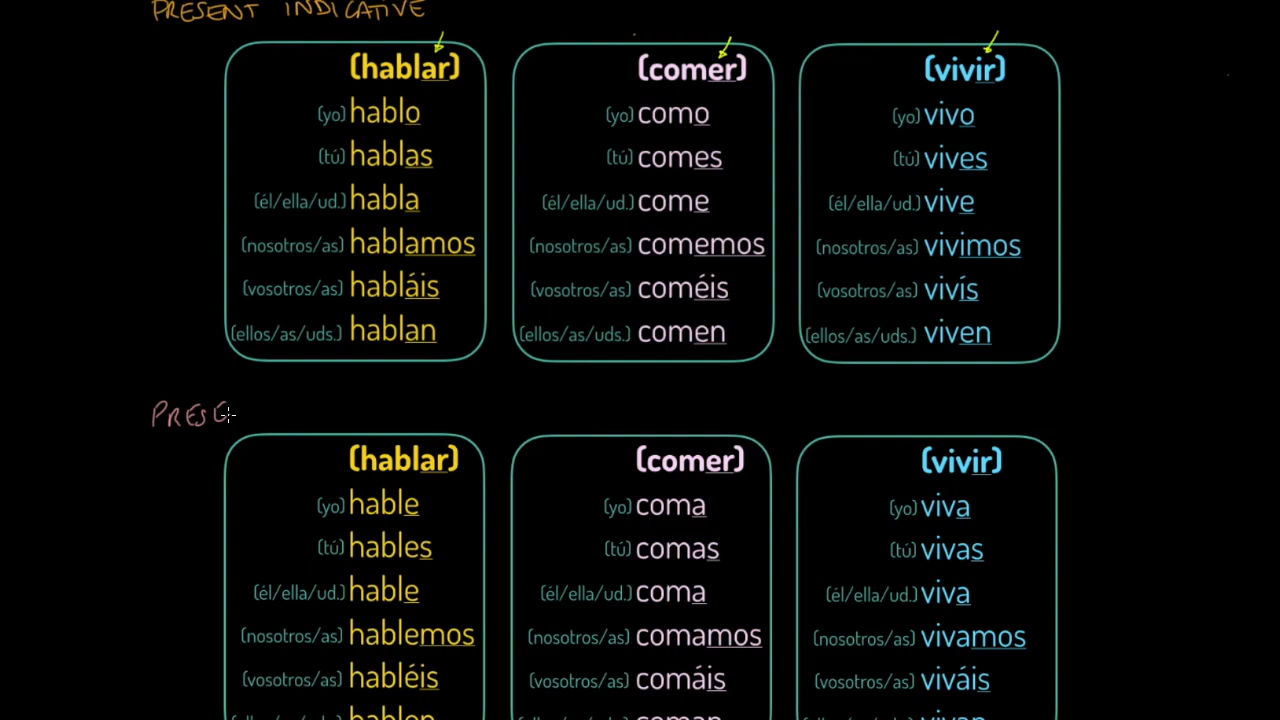 PRESENT INDICATIVE
(hablar)
(yo) hablo
(tú) hablas
(él/ella/ud.) habla
(nosotros/as) hablamos
(vosotros/as) habláis
(ellos/as/uds.) hablan
(comer)
(yo) como
(tú) comes
(él/ella/ud.) come
(nosotros/as) comemos
(vosotros/as) coméis
(ellos/as/uds.) comen
(vivir)
(yo) vivo
(tú) vives
(él/ella/ud.) vive
(nosotros/as) vivimos
(vosotros/as) vivís
(ellos/as/uds.) viven
PRESE
(hablar)
(yo) hable
(tú) hables
(él/ella/ud.) hable
(nosotros/as) hablemos
(vosotros/as) habléis
(comer)
(yo) coma
(tú) comas
(él/ella/ud.) coma
(nosotros/as) comamos
(vosotros/as) comáis
(vivir)
(yo) viva
(tú) vivas
(él/ella/ud.) viva
(nosotros/as) vivamos
(vosotros/as) viváis